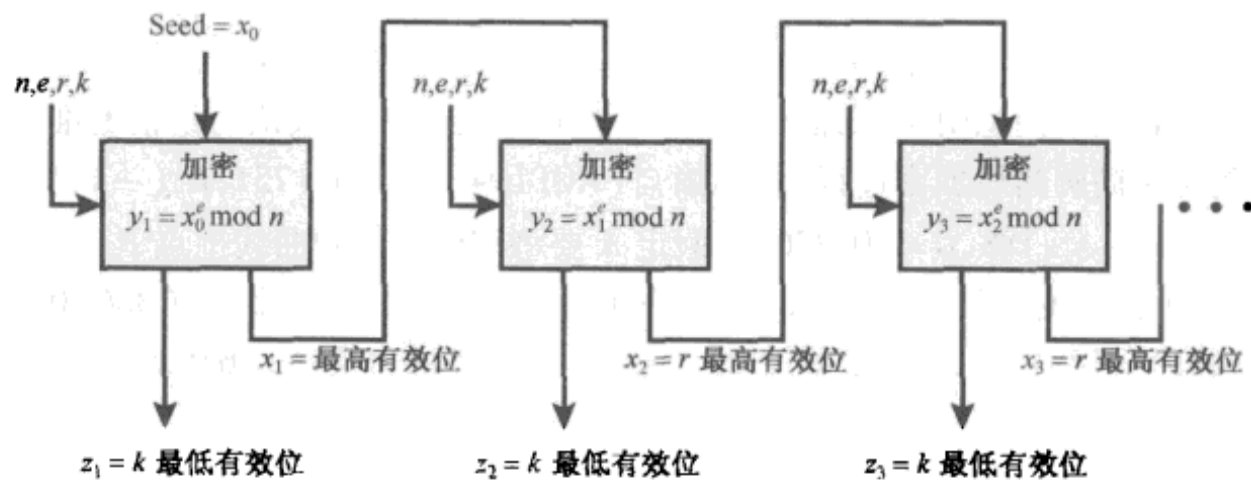 Seed = x₀
n,e,r,k
n,e,r,k
n,e,r,k
加密
y₁ = x₀ᵉ mod n
加密
y₂ = x₁ᵉ mod n
加密
y₃ = x₂ᵉ mod n
x₁ = 最高有效位
x₂ = r 最高有效位
x₃ = r 最高有效位
z₁ = k 最低有效位
z₂ = k 最低有效位
z₃ = k 最低有效位